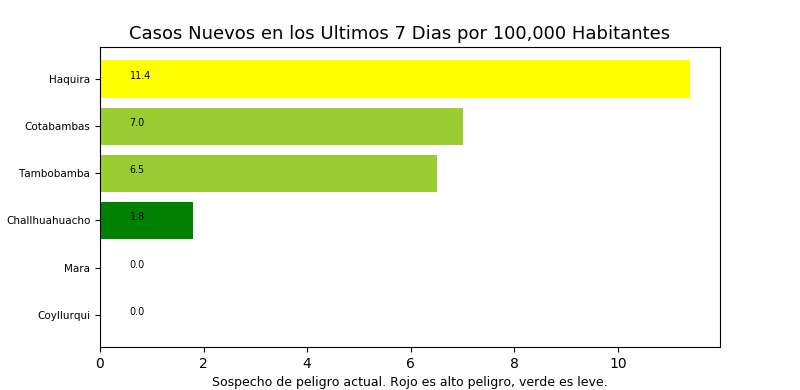 Casos Nuevos en los Ultimos 7 Dias por 100,000 Habitantes
Haquira 11.4
Cotabambas 7.0
Tambobamba 6.5
Challhuahuacho 1.8
Mara 0.0
Coyllurqui 0.0
0 2 4 6 8 10
Sospecho de peligro actual. Rojo es alto peligro, verde es leve.